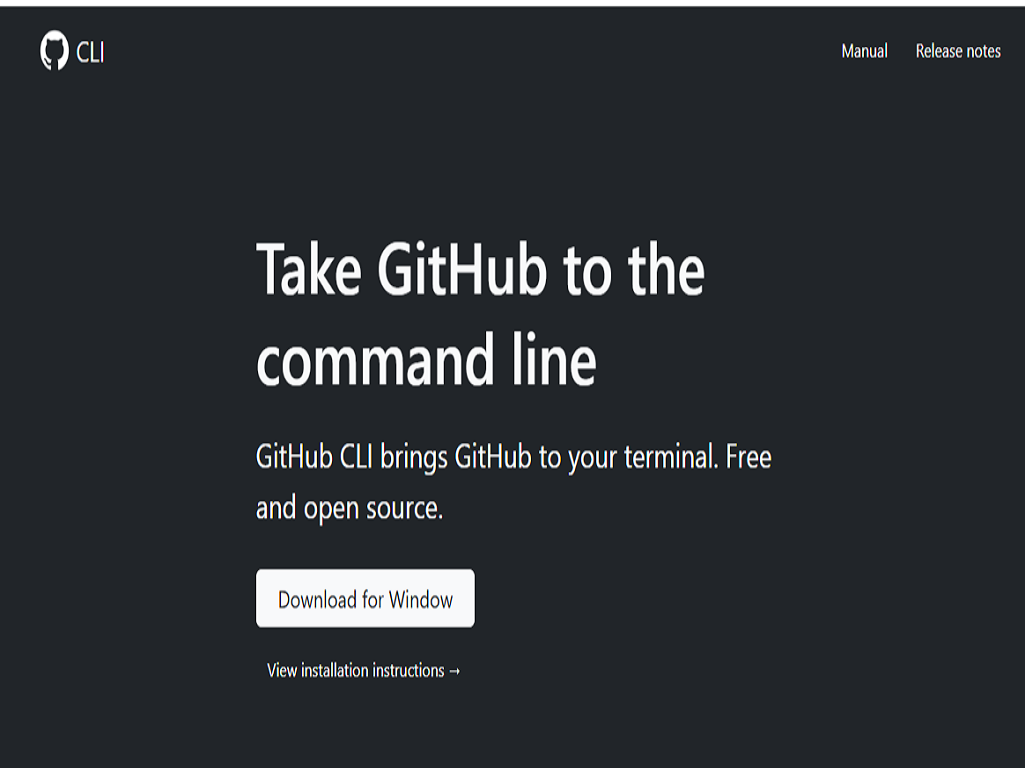 CLI
Manual
Release notes
Take GitHub to the
command line
GitHub CLI brings GitHub to your terminal. Free
and open source.
Download for Window
View installation instructions →